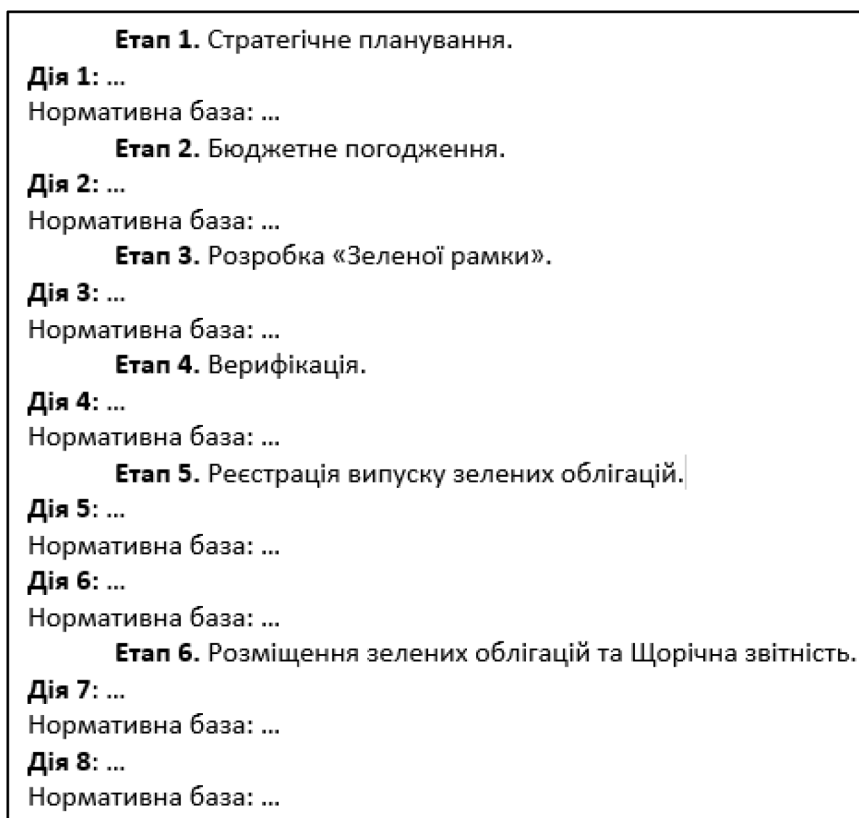 Етап 1. Стратегічне планування.
Дія 1: ...
Нормативна база: ...
Етап 2. Бюджетне погодження.
Дія 2: ...
Нормативна база: ...
Етап 3. Розробка «Зеленої рамки».
Дія 3: ...
Нормативна база: ...
Етап 4. Верифікація.
Дія 4: ...
Нормативна база: ...
Етап 5. Реєстрація випуску зелених облігацій.
Дія 5: ...
Нормативна база: ...
Дія 6: ...
Нормативна база: ...
Етап 6. Розміщення зелених облігацій та Щорічна звітність.
Дія 7: ...
Нормативна база: ...
Дія 8: ...
Нормативна база: ...